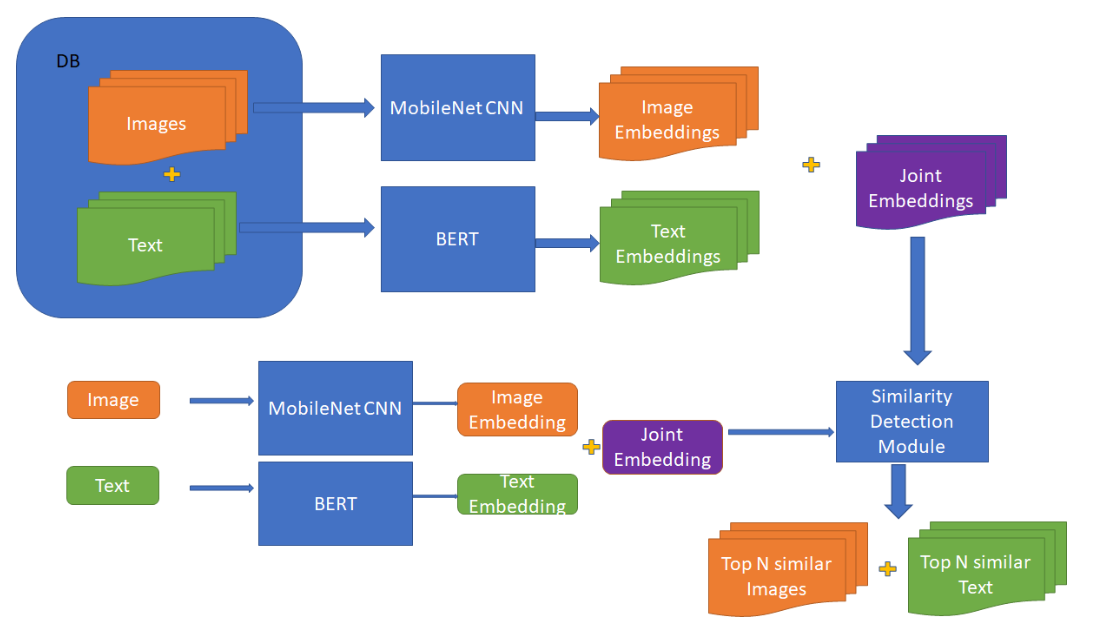 DB
Images
Text
MobileNet CNN
BERT
Image
Embeddings
Text
Embeddings
Joint
Embeddings
Image
Text
MobileNet CNN
BERT
Image
Embedding
Text
Embedding
Joint
Embedding
Similarity
Detection
Module
Top N similar
Images
Top N similar
Text